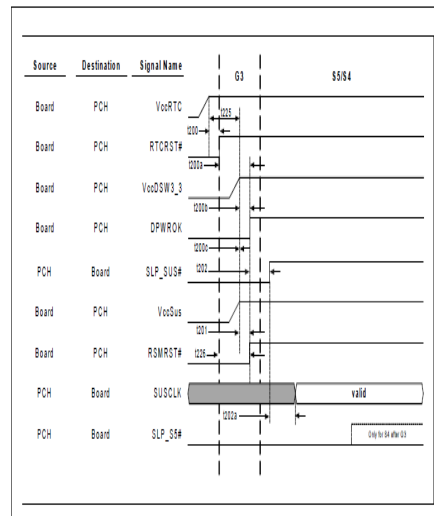 Source Destination Signal Name G3 S5/S4
Board PCH VccRTC
t225
t200
Board PCH RTCRST#
t200a
Board PCH VccDSW3_3
t200b
Board PCH DPWROK
t200c
PCH Board SLP_SUS#
t202
Board PCH VccSus
t201
Board PCH RSMRST#
t226
PCH Board SUSCLK valid
t202a
PCH Board SLP_S5# Only for S4 after G3